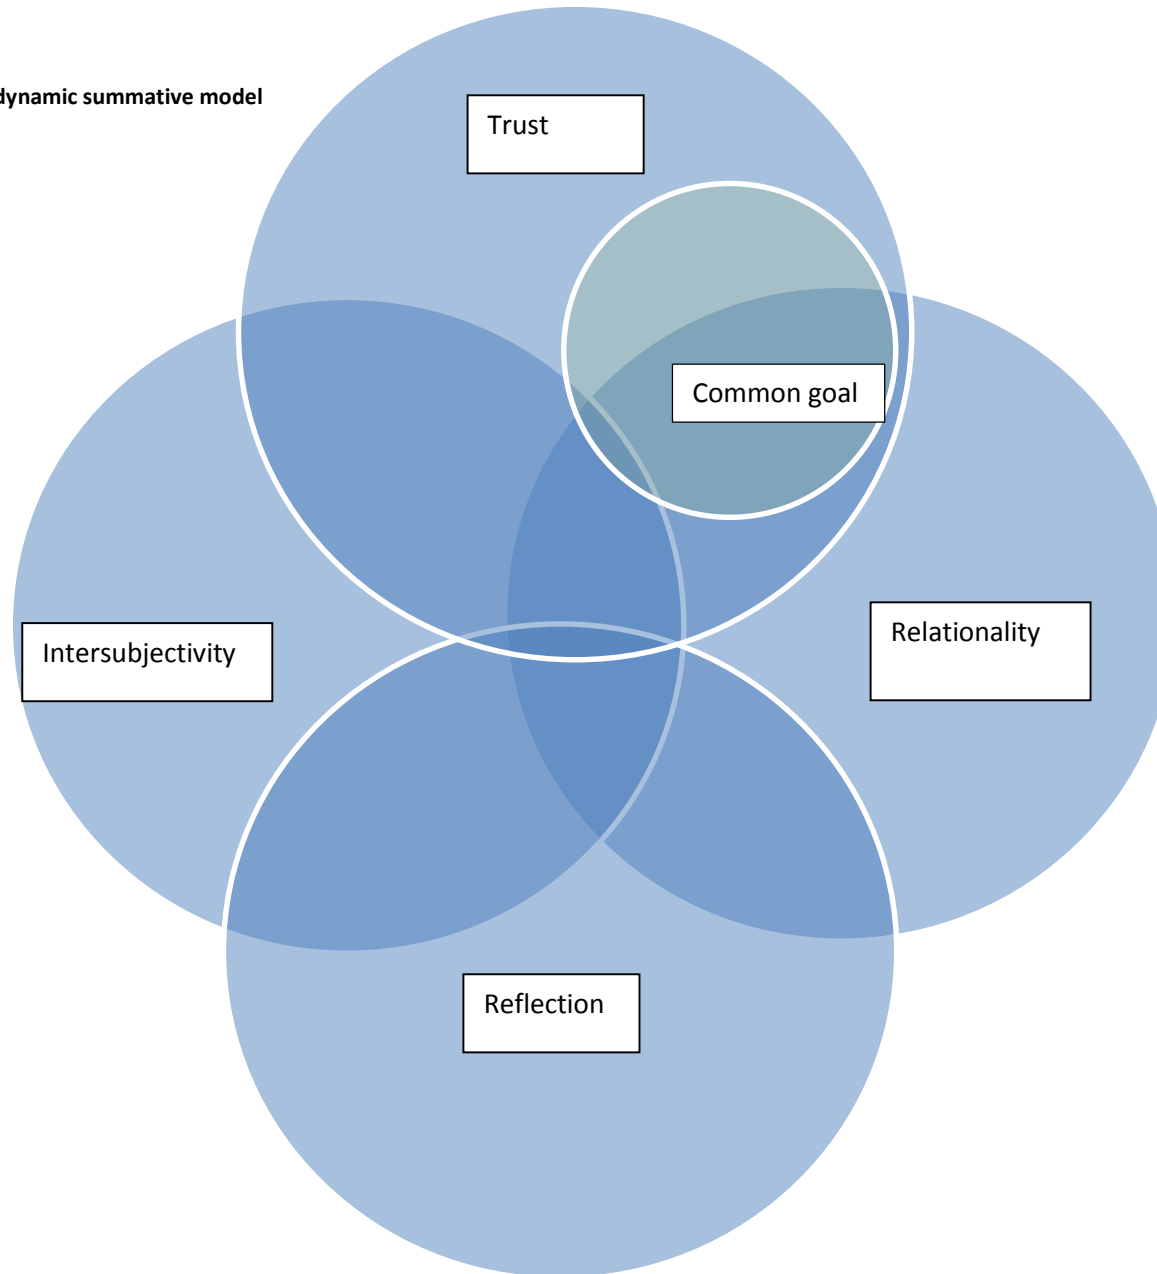 dynamic summative model
Trust
Common goal
Relationality
Intersubjectivity
Reflection